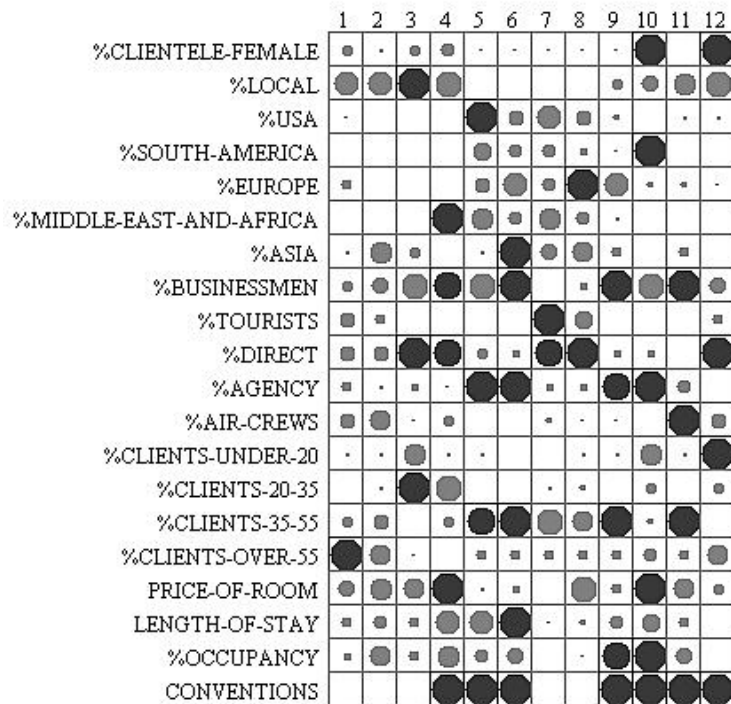 1 2 3 4 5 6 7 8 9 10 11 12
%CLIENTELE-FEMALE
%LOCAL
%USA
%SOUTH-AMERICA
%EUROPE
%MIDDLE-EAST-AND-AFRICA
%ASIA
%BUSINESSMEN
%TOURISTS
%DIRECT
%AGENCY
%AIR-CREWS
%CLIENTS-UNDER-20
%CLIENTS-20-35
%CLIENTS-35-55
%CLIENTS-OVER-55
PRICE-OF-ROOM
LENGTH-OF-STAY
%OCCUPANCY
CONVENTIONS